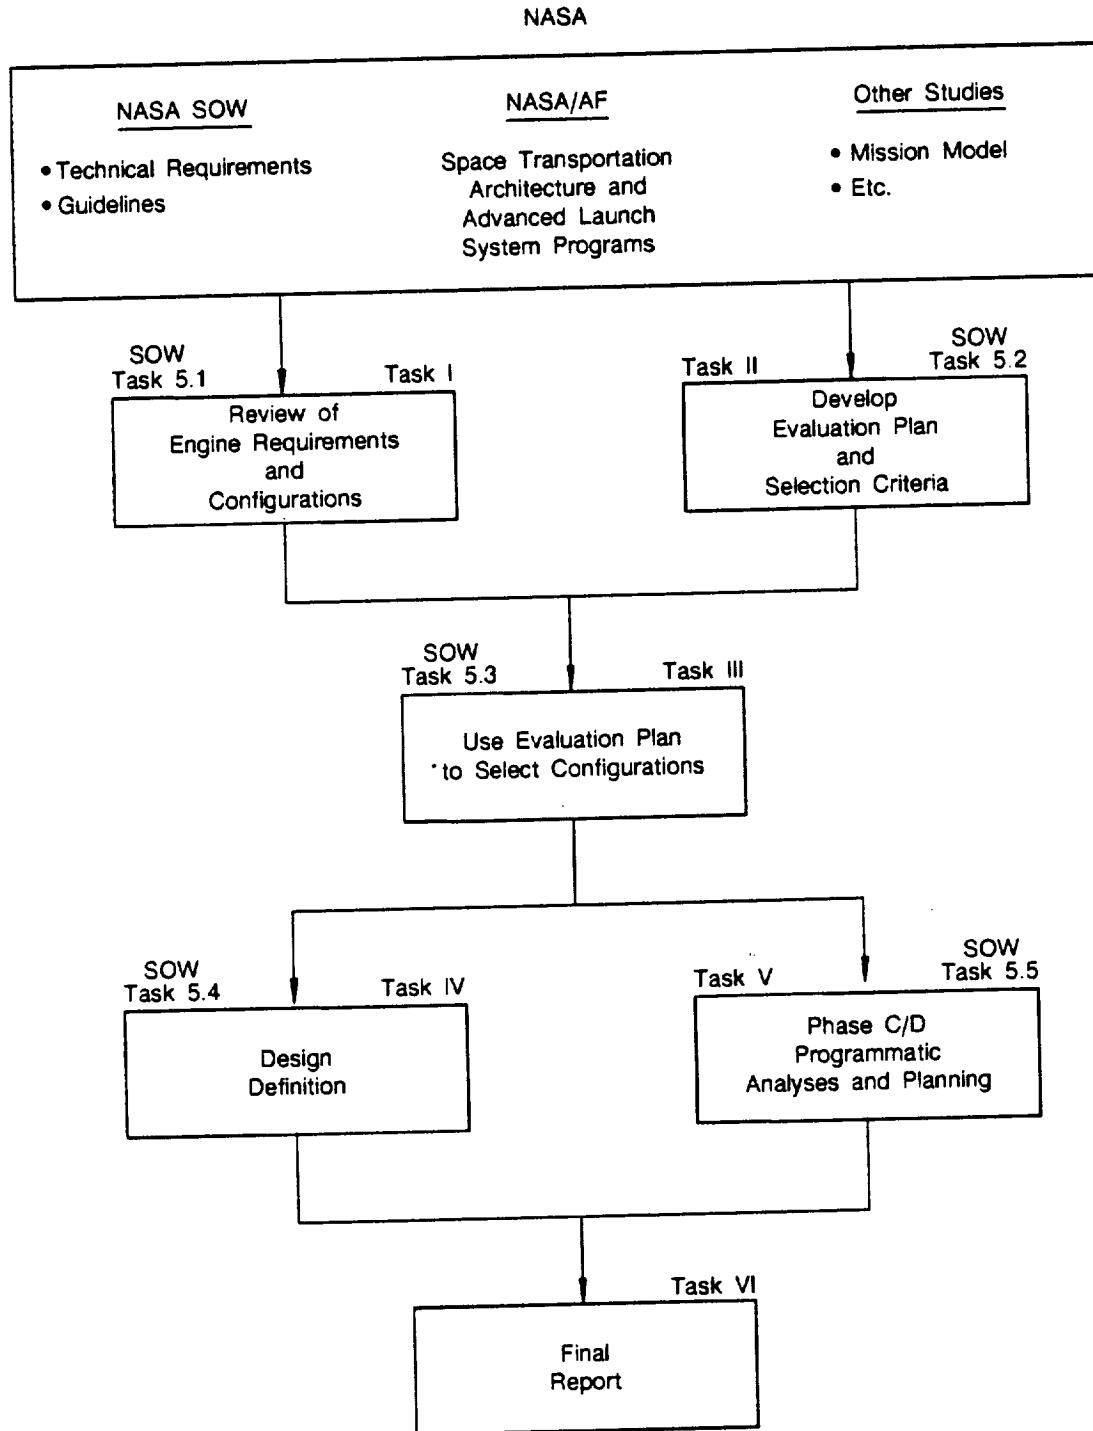 NASA
NASA SOW
• Technical Requirements
• Guidelines
NASA/AF
Space Transportation
Architecture and
Advanced Launch
System Programs
Other Studies
• Mission Model
• Etc.
SOW
Task 5.1
Task I
Review of
Engine Requirements
and
Configurations
Task II
SOW
Task 5.2
Develop
Evaluation Plan
and
Selection Criteria
SOW
Task 5.3
Task III
Use Evaluation Plan
to Select Configurations
SOW
Task 5.4
Task IV
Design
Definition
Task V
SOW
Task 5.5
Phase C/D
Programmatic
Analyses and Planning
Task VI
Final
Report